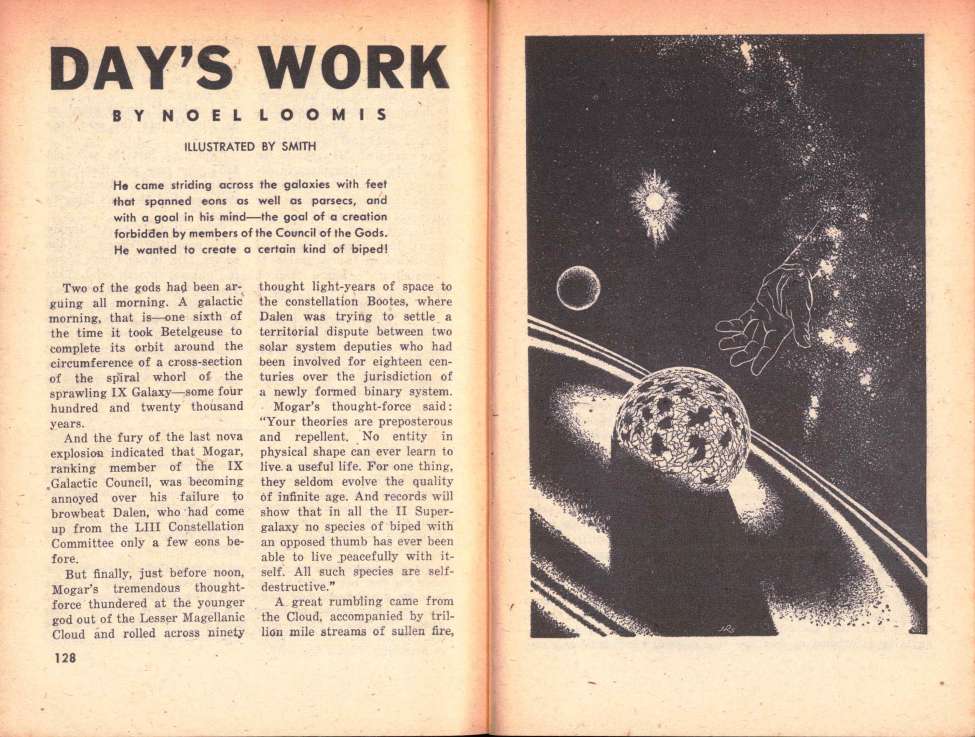 DAY'S WORK
BY NOEL LOOMIS
ILLUSTRATED BY SMITH
He came striding across the galaxies with feet
that spanned eons as well as parsecs, and
with a goal in his mind—the goal of a creation
forbidden by members of the Council of the Gods.
He wanted to create a certain kind of biped!
Two of the gods had been ar-
guing all morning. A galactic
morning, that is—one sixth of
the time it took Betelgeuse to
complete its orbit around the
circumference of a cross-section
of the spiral whorl of the
sprawling IX Galaxy—some four
hundred and twenty thousand
years.
And the fury of the last nova
explosion indicated that Mogar,
ranking member of the IX
Galactic Council, was becoming
annoyed over his failure to
browbeat Dalen, who had come
up from the LIII Constellation
Committee only a few eons be-
fore.
But finally, just before noon,
Mogar's tremendous thought-
force thundered at the younger
god out of the Lesser Magellanic
Cloud and rolled across ninety
128
thought light-years of space to
the constellation Bootes, where
Dalen was trying to settle a
territorial dispute between two
solar system deputies who had
been involved for eighteen cen-
turies over the jurisdiction of
a newly formed binary system.
Mogar's thought-force said:
"Your theories are preposterous
and repellent. No entity in
physical shape can ever learn to
live a useful life. For one thing,
they seldom evolve the quality
of infinite age. And records will
show that in all the II Super-
galaxy no species of biped with
an opposed thumb has ever been
able to live peacefully with it-
self. All such species are self-
destructive."
A great rumbling came from
the Cloud, accompanied by tril-
lion mile streams of sullen fire,